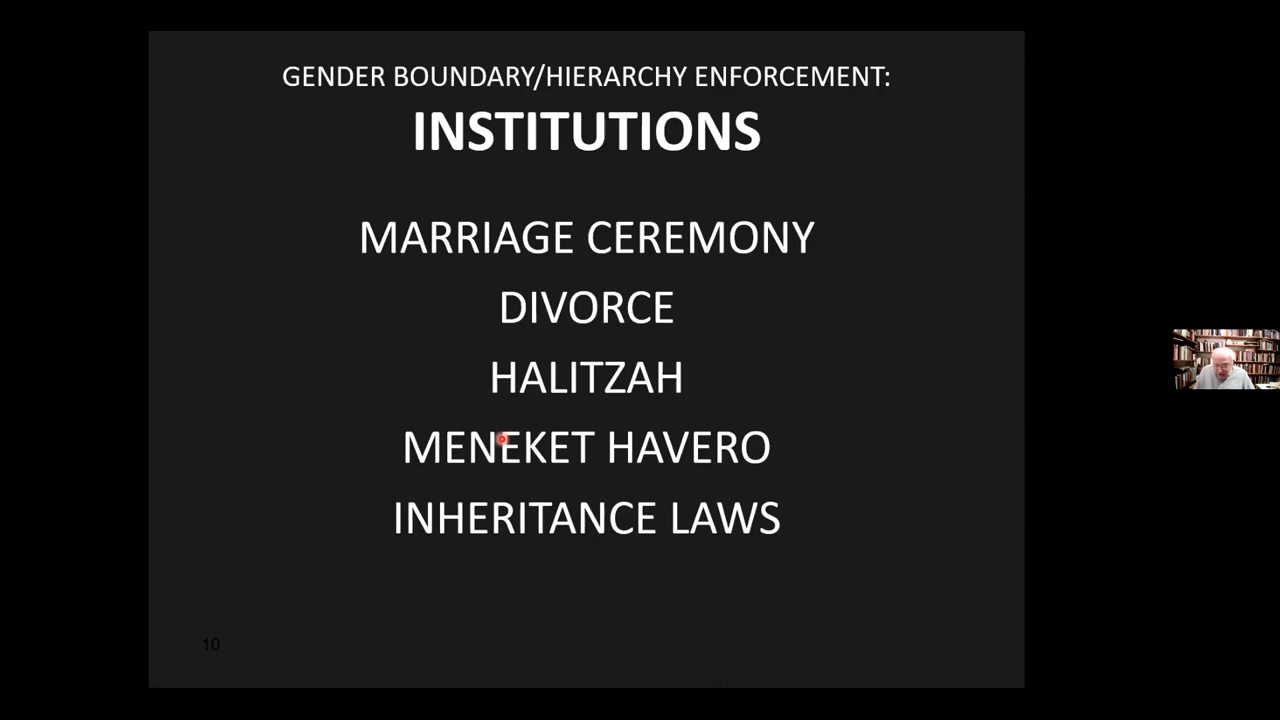 GENDER BOUNDARY/HIERARCHY ENFORCEMENT:
INSTITUTIONS
MARRIAGE CEREMONY
DIVORCE
HALITZAH
MENEKET HAVERO
INHERITANCE LAWS
10